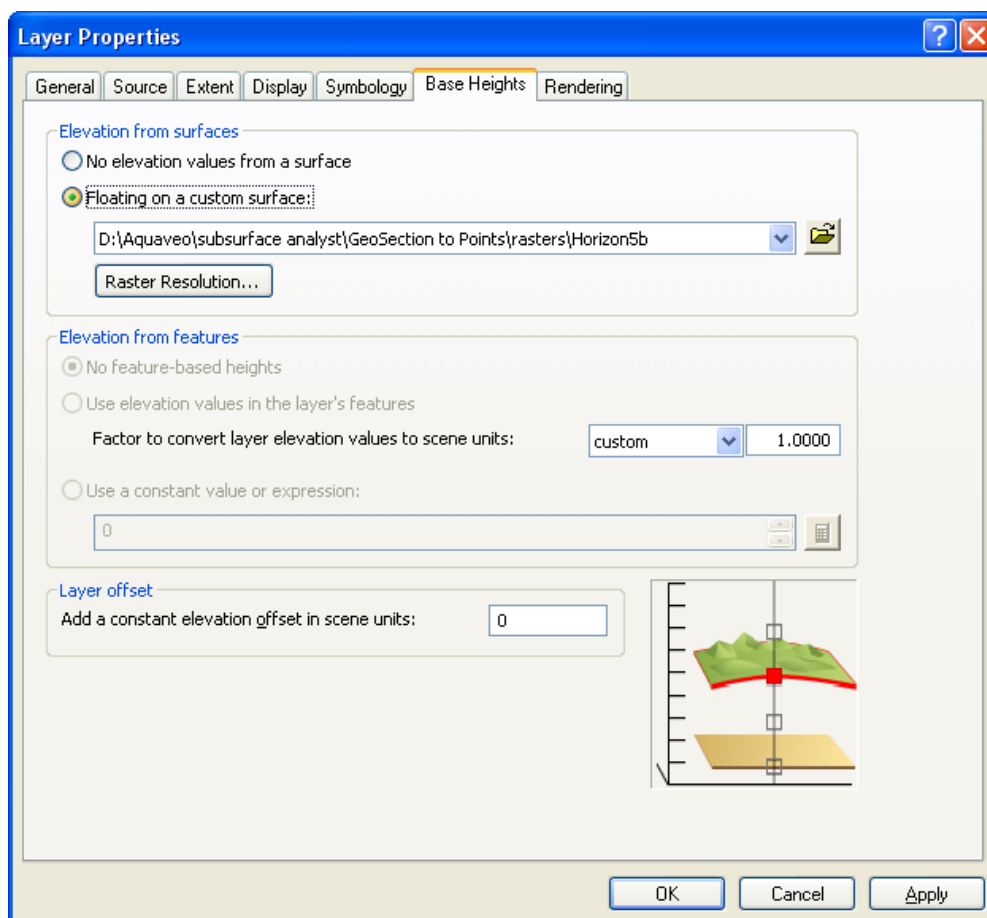 Layer Properties
General Source Extent Display Symbology Base Heights Rendering
Elevation from surfaces
No elevation values from a surface
Floating on a custom surface:
D:\Aquaveo\subsurface analyst\GeoSection to Points\rasters\Horizon5b
Raster Resolution...
Elevation from features
No feature-based heights
Use elevation values in the layer's features
Factor to convert layer elevation values to scene units: custom 1.0000
Use a constant value or expression:
0
Layer offset
Add a constant elevation offset in scene units: 0
OK Cancel Apply